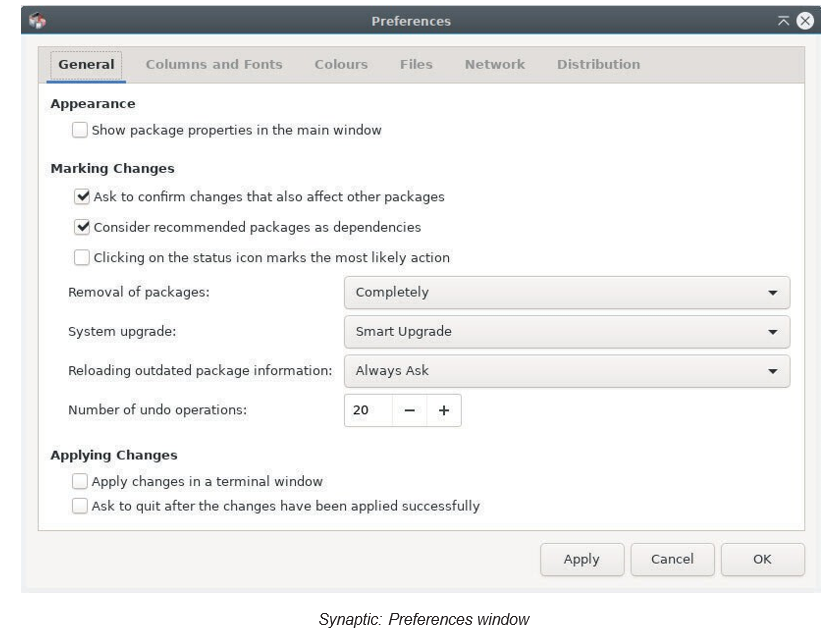 Preferences
General Columns and Fonts Colours Files Network Distribution
Appearance
Show package properties in the main window
Marking Changes
Ask to confirm changes that also affect other packages
Consider recommended packages as dependencies
Clicking on the status icon marks the most likely action
Removal of packages: Completely
System upgrade: Smart Upgrade
Reloading outdated package information: Always Ask
Number of undo operations: 20 − +
Applying Changes
Apply changes in a terminal window
Ask to quit after the changes have been applied successfully
Apply Cancel OK
Synaptic: Preferences window